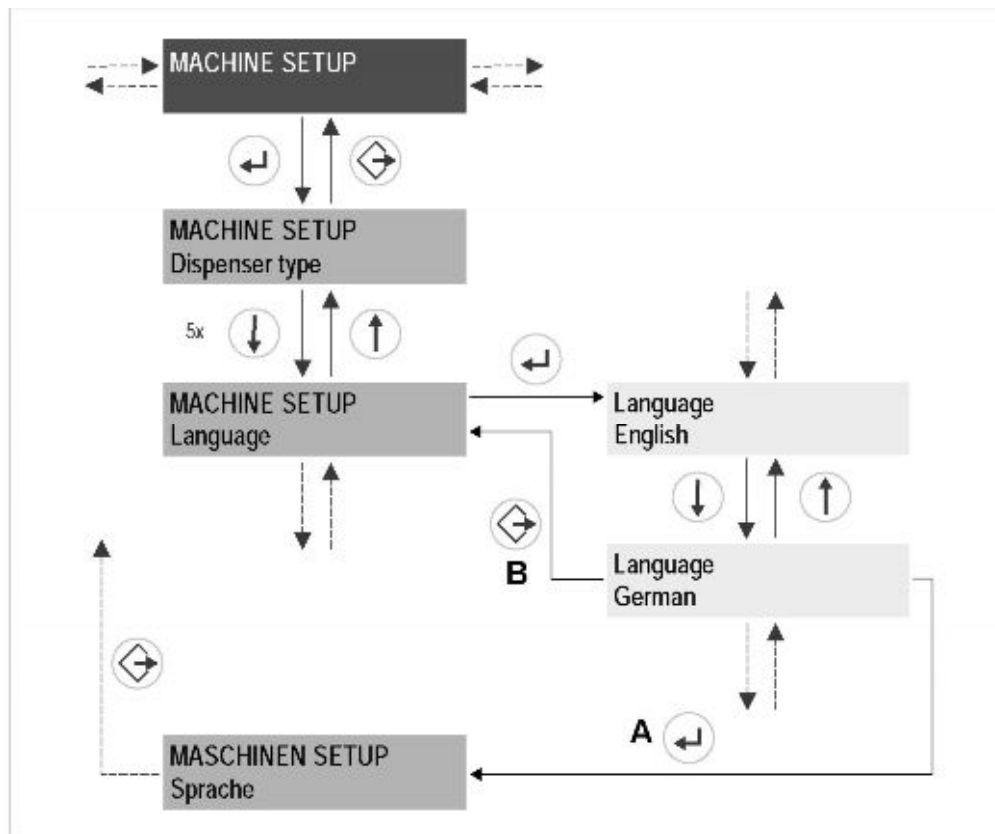 MACHINE SETUP
MACHINE SETUP
Dispenser type
5x
MACHINE SETUP
Language
Language
English
B
Language
German
A
MASCHINEN SETUP
Sprache